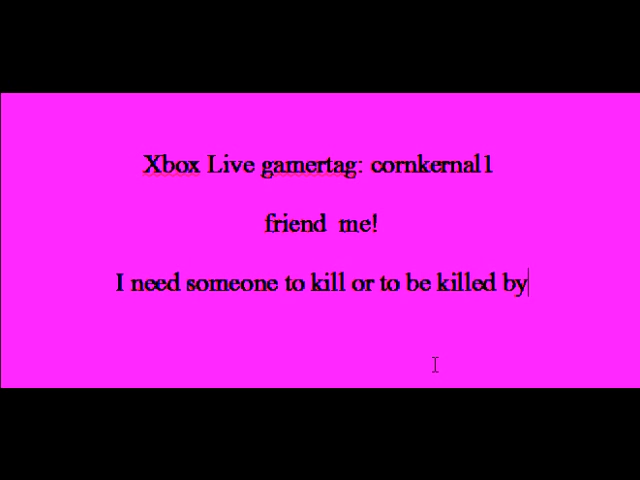 Xbox Live gamertag: cornkernal1
friend  me!
I need someone to kill or to be killed by